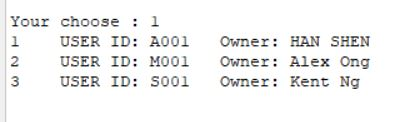 Your choose : 1
1 USER ID: A001 Owner: HAN SHEN
2 USER ID: M001 Owner: Alex Ong
3 USER ID: S001 Owner: Kent Ng